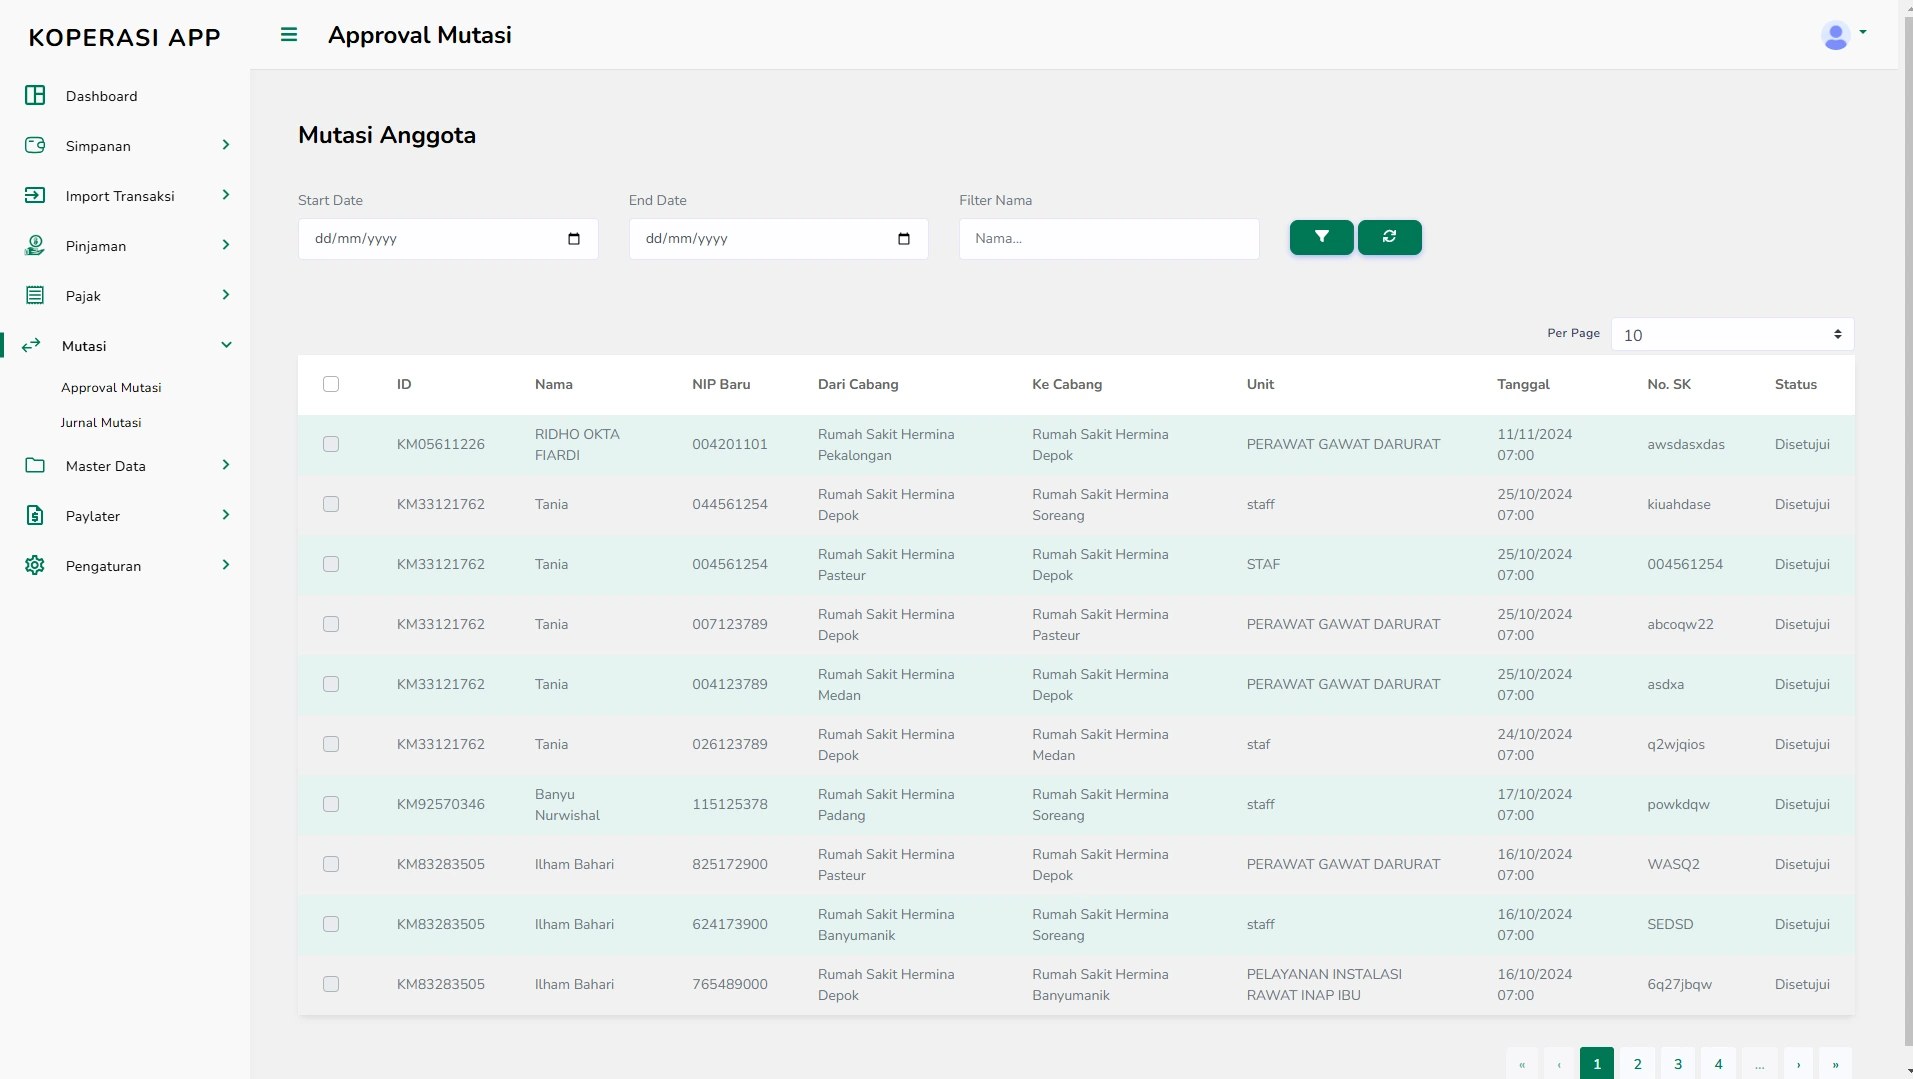 KOPERASI APP
Approval Mutasi
Dashboard
Simpanan
Import Transaksi
Pinjaman
Pajak
Mutasi
Approval Mutasi
Jurnal Mutasi
Master Data
Paylater
Pengaturan
Mutasi Anggota
Start Date
End Date
Filter Nama
dd/mm/yyyy
dd/mm/yyyy
Nama...
Per Page
10
ID Nama NIP Baru Dari Cabang Ke Cabang Unit Tanggal No. SK Status
KM05611226 RIDHO OKTA FIARDI 004201101 Rumah Sakit Hermina Pekalongan Rumah Sakit Hermina Depok PERAWAT GAWAT DARURAT 11/11/2024 07:00 awsdasxdas Disetujui
KM33121762 Tania 044561254 Rumah Sakit Hermina Depok Rumah Sakit Hermina Soreang staff 25/10/2024 07:00 kiuahdase Disetujui
KM33121762 Tania 004561254 Rumah Sakit Hermina Pasteur Rumah Sakit Hermina Depok STAF 25/10/2024 07:00 004561254 Disetujui
KM33121762 Tania 007123789 Rumah Sakit Hermina Depok Rumah Sakit Hermina Pasteur PERAWAT GAWAT DARURAT 25/10/2024 07:00 abcoqw22 Disetujui
KM33121762 Tania 004123789 Rumah Sakit Hermina Medan Rumah Sakit Hermina Depok PERAWAT GAWAT DARURAT 25/10/2024 07:00 asdxa Disetujui
KM33121762 Tania 026123789 Rumah Sakit Hermina Depok Rumah Sakit Hermina Medan staf 24/10/2024 07:00 q2wjqios Disetujui
KM92570346 Banyu Nurwishal 115125378 Rumah Sakit Hermina Padang Rumah Sakit Hermina Soreang staff 17/10/2024 07:00 powkdqw Disetujui
KM83283505 Ilham Bahari 825172900 Rumah Sakit Hermina Pasteur Rumah Sakit Hermina Depok PERAWAT GAWAT DARURAT 16/10/2024 07:00 WASQ2 Disetujui
KM83283505 Ilham Bahari 624173900 Rumah Sakit Hermina Banyumanik Rumah Sakit Hermina Soreang staff 16/10/2024 07:00 SEDSD Disetujui
KM83283505 Ilham Bahari 765489000 Rumah Sakit Hermina Depok Rumah Sakit Hermina Banyumanik PELAYANAN INSTALASI RAWAT INAP IBU 16/10/2024 07:00 6q27jbqw Disetujui
« ‹ 1 2 3 4 ... › »